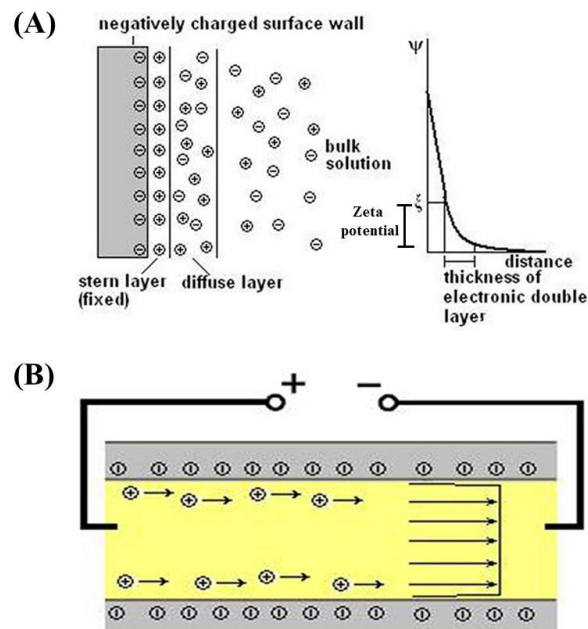 (A)
negatively charged surface wall
ψ
bulk
solution
ξ
Zeta
potential
distance
stern layer
(fixed)
diffuse layer
thickness of
electronic double
layer
(B)
+
−